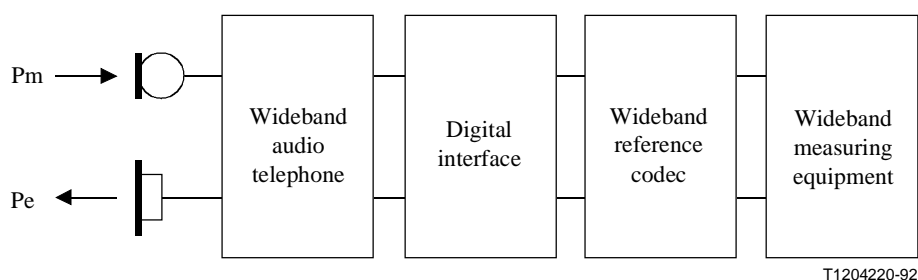 Pm
Pe
Wideband
audio
telephone
Digital
interface
Wideband
reference
codec
Wideband
measuring
equipment
T1204220-92